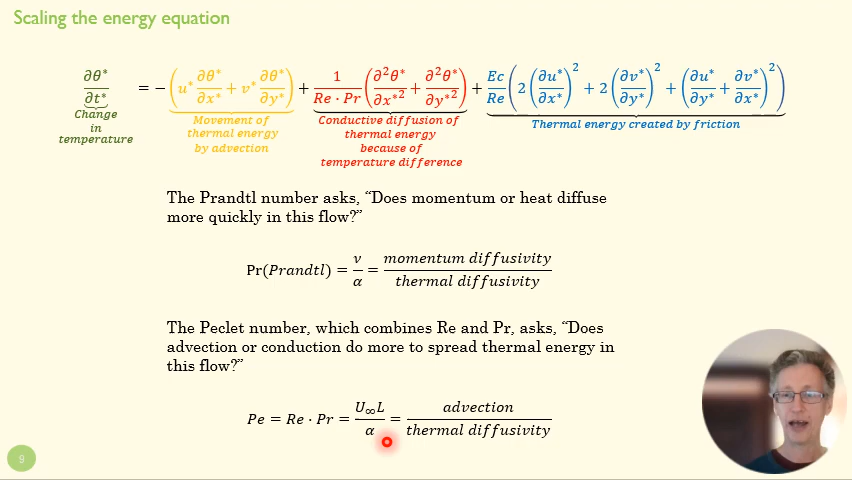 Scaling the energy equation
∂θ*/∂t* = −(u* ∂θ*/∂x* + v* ∂θ*/∂y*) + 1/(Re · Pr) (∂²θ*/∂x*² + ∂²θ*/∂y*²) + Ec/Re (2(∂u*/∂x*)² + 2(∂v*/∂y*)² + (∂u*/∂y* + ∂v*/∂x*)²)
Change
in
temperature
Movement of
thermal energy
by advection
Conductive diffusion of
thermal energy
because of
temperature difference
Thermal energy created by friction
The Prandtl number asks, “Does momentum or heat diffuse
more quickly in this flow?”
Pr(Prandtl) = ν/α = momentum diffusivity/thermal diffusivity
The Peclet number, which combines Re and Pr, asks, “Does
advection or conduction do more to spread thermal energy in
this flow?”
Pe = Re · Pr = U∞L/α = advection/thermal diffusivity
9